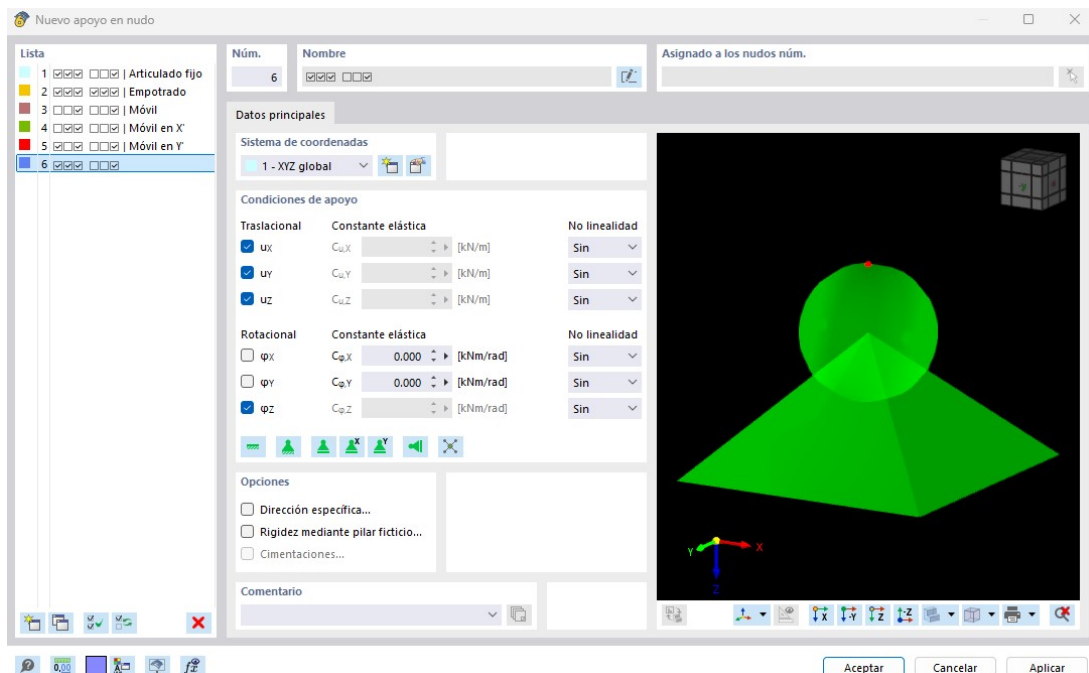 Nuevo apoyo en nudo
Lista
1 | Articulado fijo
2 | Empotrado
3 | Móvil
4 | Móvil en X'
5 | Móvil en Y'
6
Núm.
6
Nombre
Asignado a los nudos núm.
Datos principales
Sistema de coordenadas
1 - XYZ global
Condiciones de apoyo
Traslacional Constante elástica No linealidad
uX Cu,X [kN/m] Sin
uY Cu,Y [kN/m] Sin
uZ Cu,Z [kN/m] Sin
Rotacional Constante elástica No linealidad
φX Cφ,X 0.000 [kNm/rad] Sin
φY Cφ,Y 0.000 [kNm/rad] Sin
φZ Cφ,Z [kNm/rad] Sin
X Y
Opciones
Dirección específica...
Rigidez mediante pilar ficticio...
Cimentaciones...
Comentario
Y X
Z
X -Y Z -Z
0,00
Aceptar Cancelar Aplicar